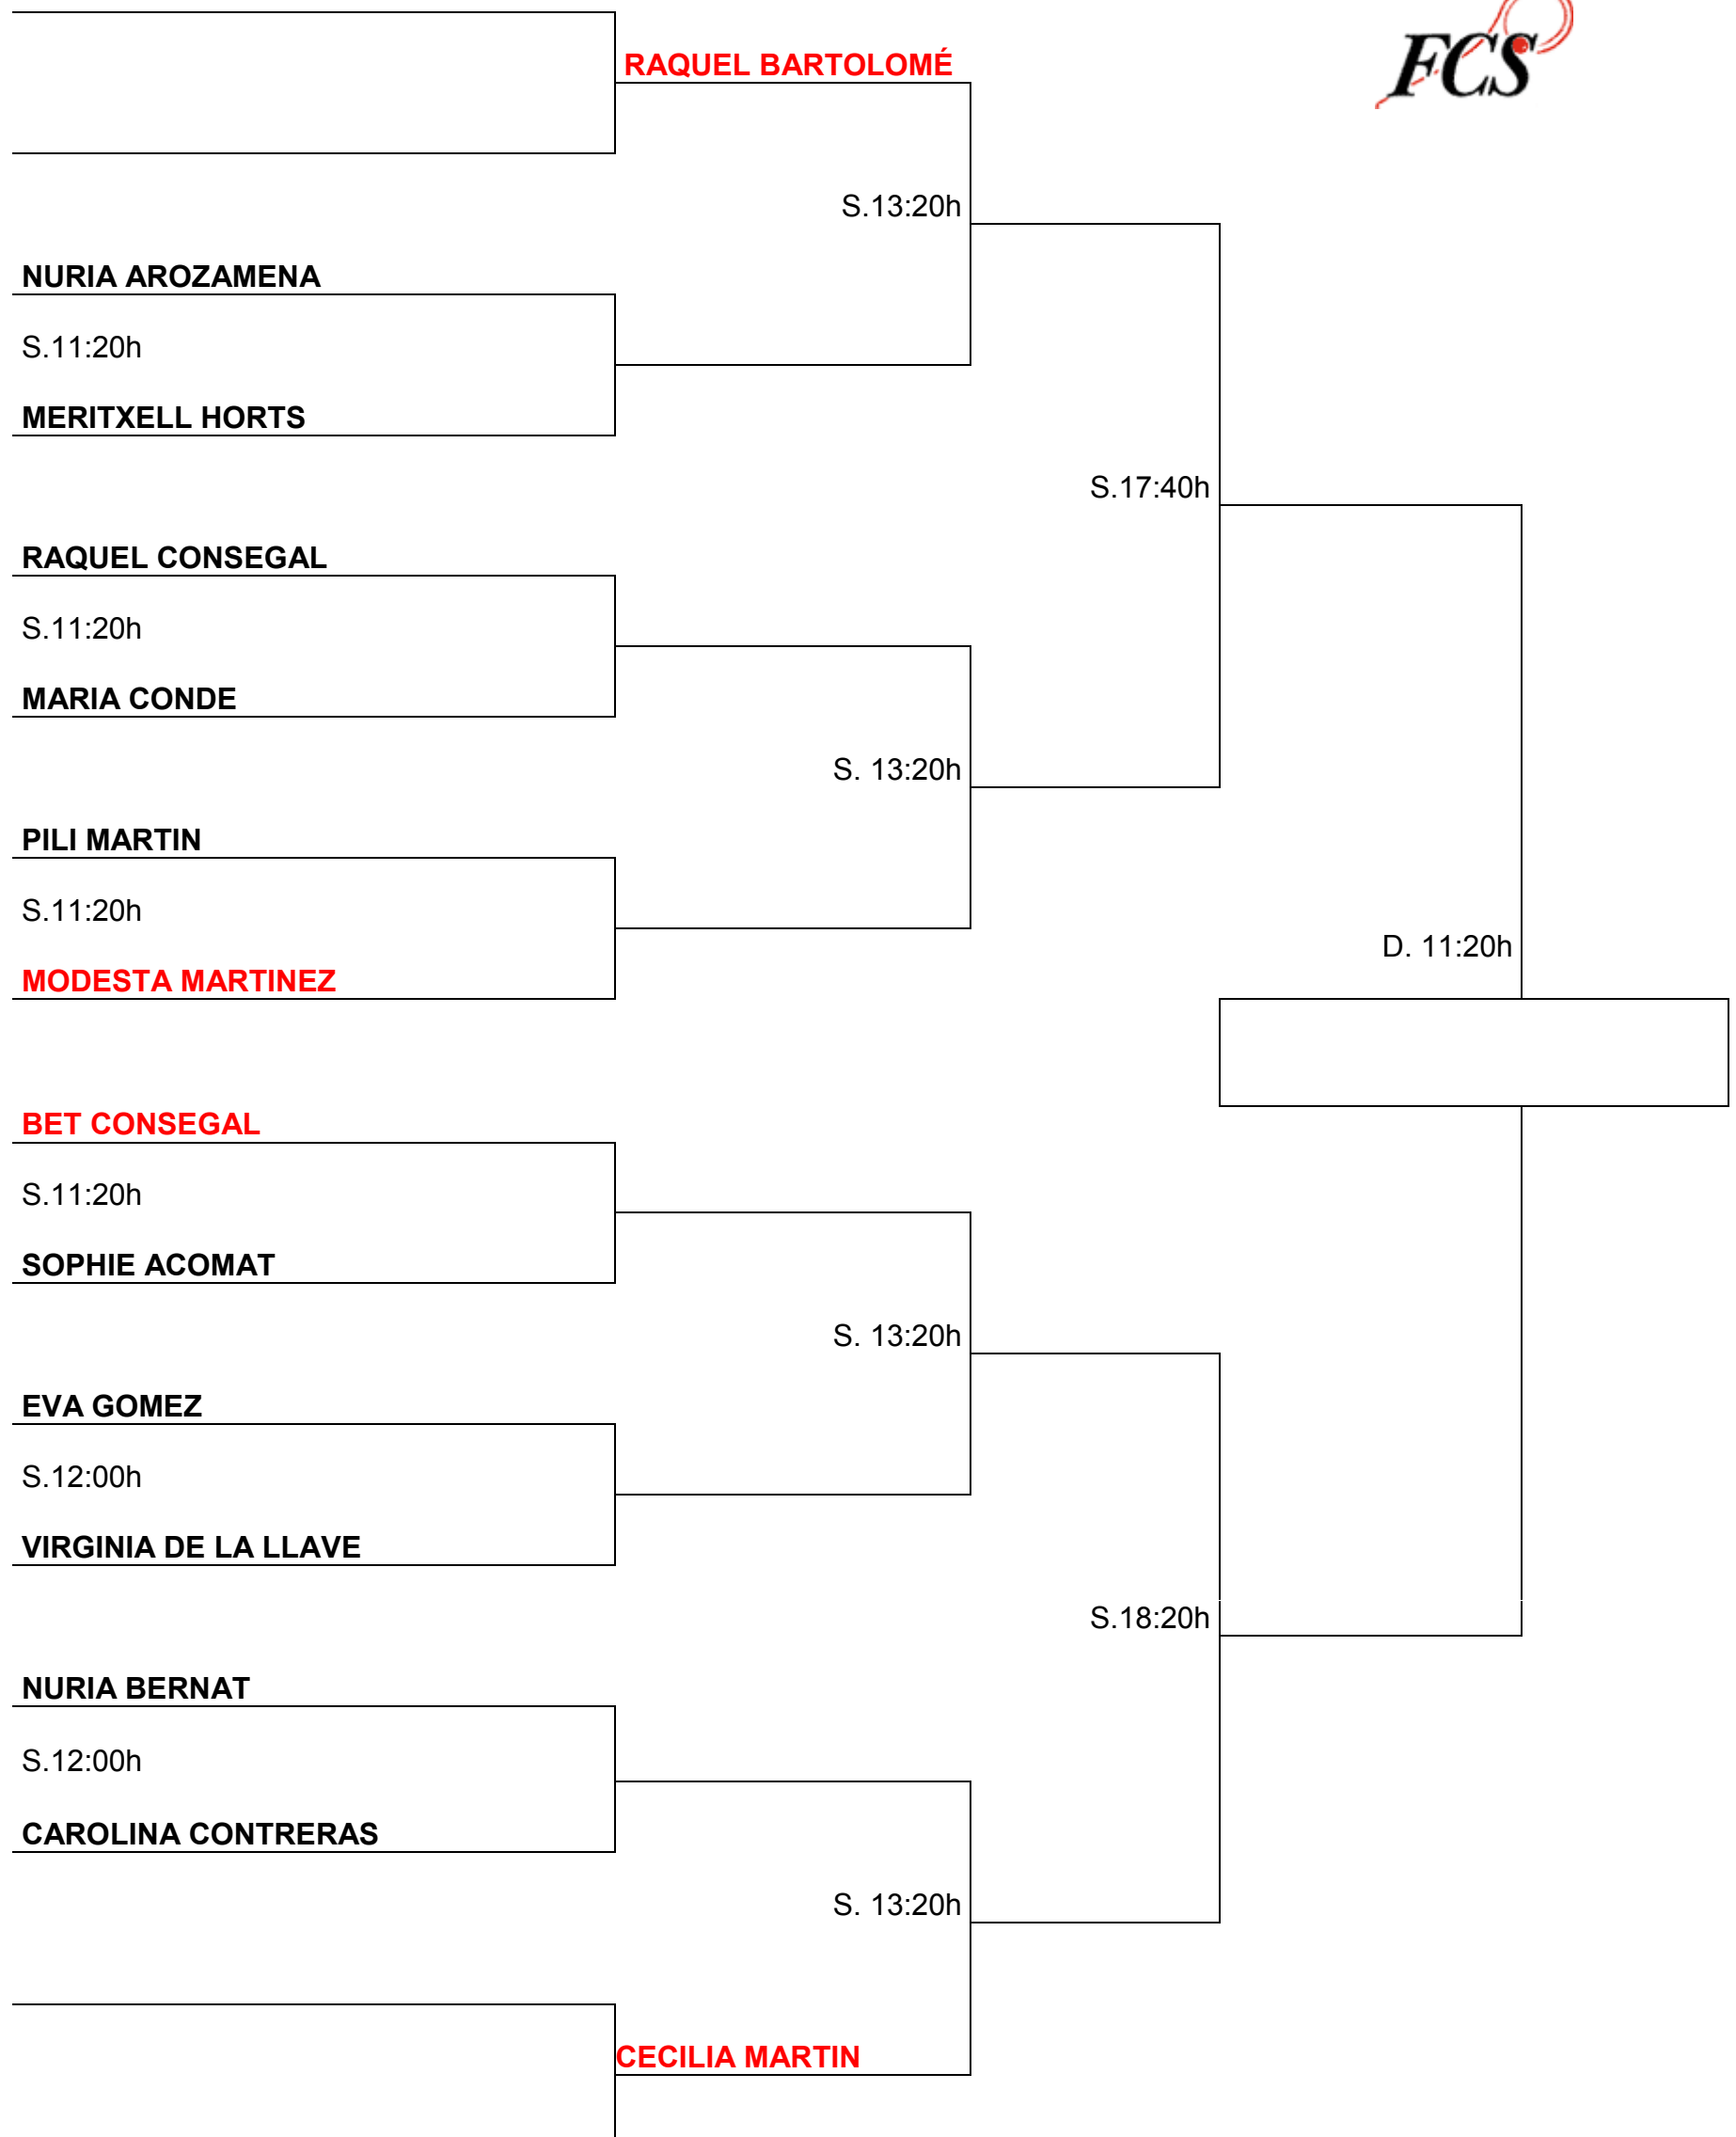 FCS
RAQUEL BARTOLOMÉ
S.13:20h
NURIA AROZAMENA
S.11:20h
MERITXELL HORTS
S.17:40h
RAQUEL CONSEGAL
S.11:20h
MARIA CONDE
S. 13:20h
PILI MARTIN
S.11:20h
D. 11:20h
MODESTA MARTINEZ
BET CONSEGAL
S.11:20h
SOPHIE ACOMAT
S. 13:20h
EVA GOMEZ
S.12:00h
VIRGINIA DE LA LLAVE
S.18:20h
NURIA BERNAT
S.12:00h
CAROLINA CONTRERAS
S. 13:20h
CECILIA MARTIN